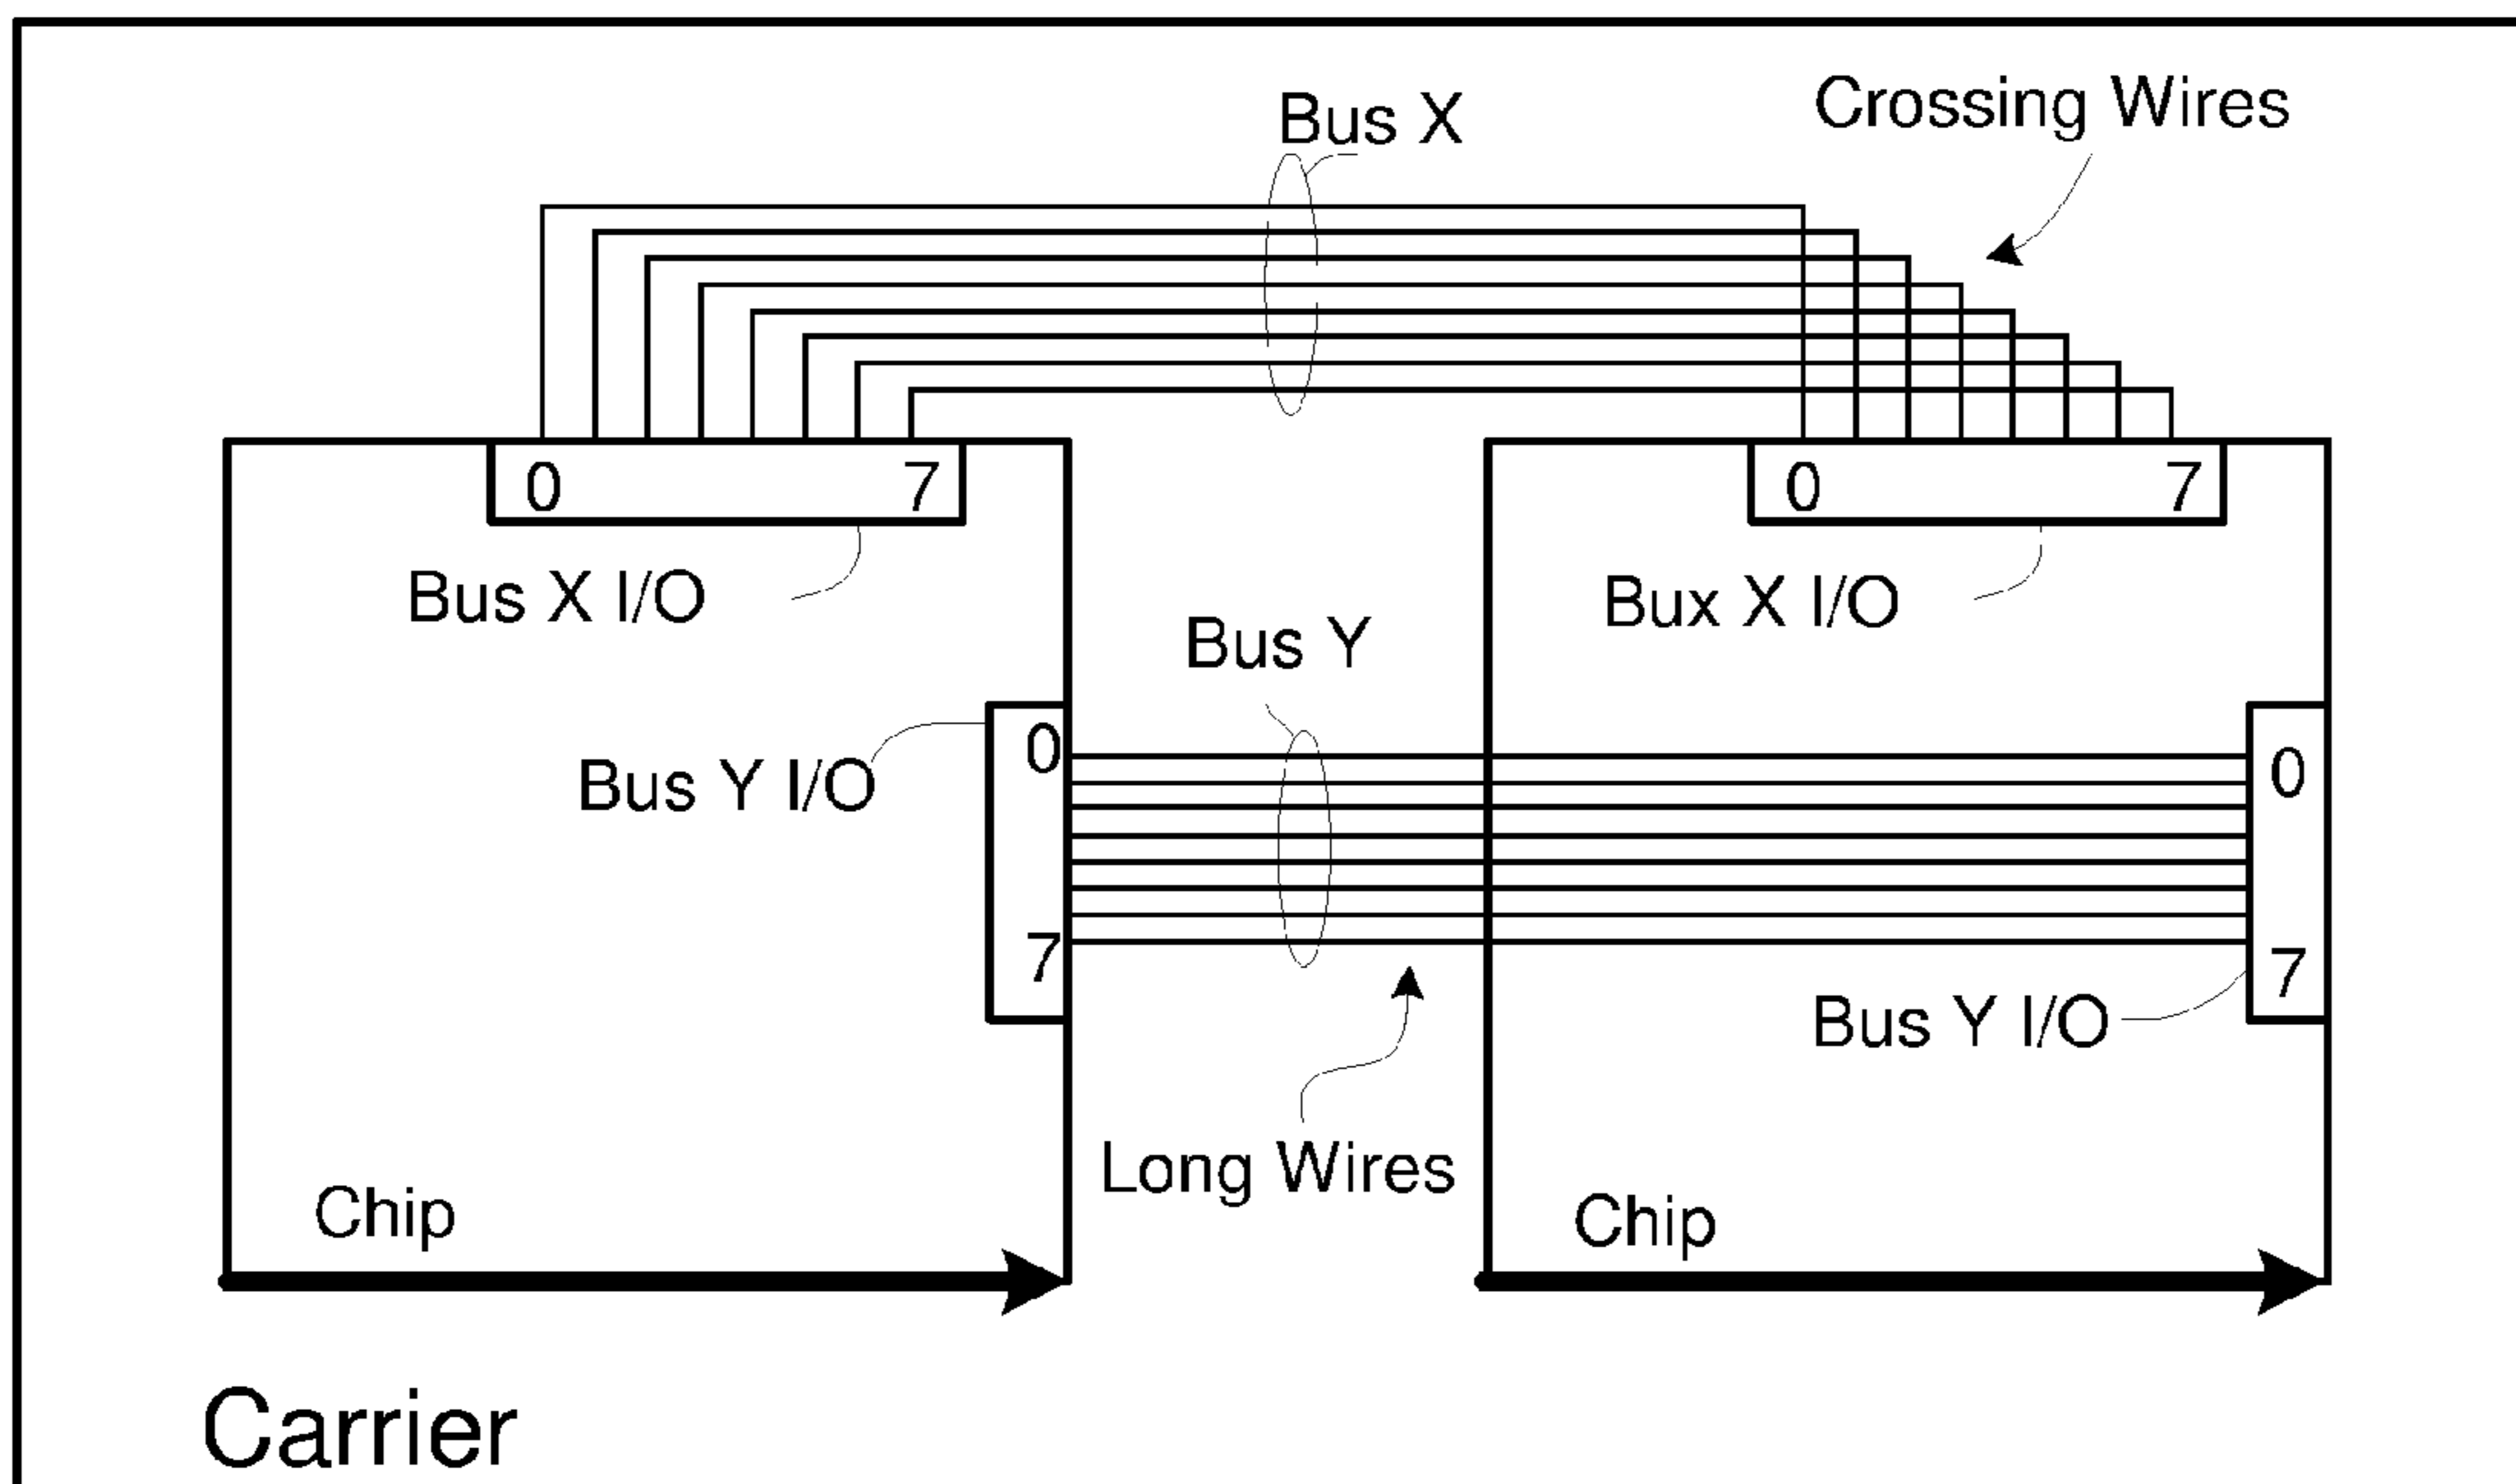 Bus X
Crossing Wires
0 7
0 7
Bus X I/O
Bux X I/O
Bus Y
0
Bus Y I/O
0
7
7
Bus Y I/O
Long Wires
Chip
Chip
Carrier